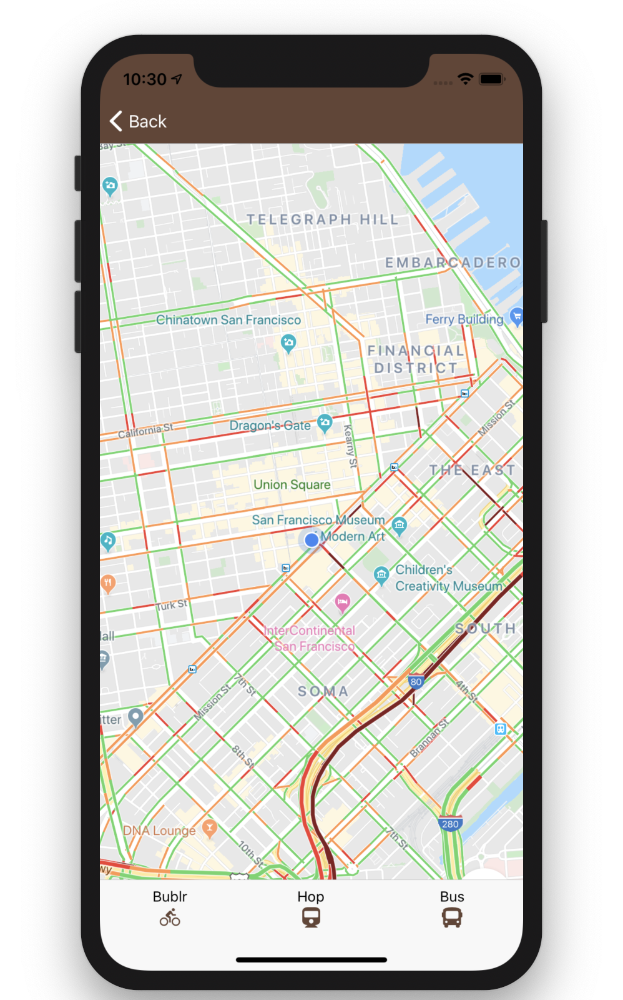 10:30
Back
Bay St
TELEGRAPH HILL
EMBARCADERO
Chinatown San Francisco
Ferry Building
FINANCIAL
DISTRICT
California St
Dragon's Gate
Kearny St
Mission St
THE EAST
Union Square
San Francisco Museum
Modern Art
Children's
Creativity Museum
Turk St
SOUTH
InterContinental
San Francisco
80
7th St
Mission St
SOMA
4th St
itter
8th St
Brannan St
280
DNA Lounge
7th St
10th St
wy
Bublr
Hop
Bus